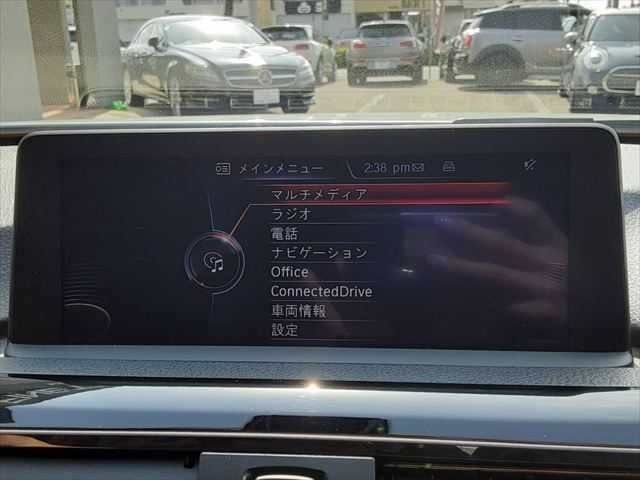 メインメニュー 2:38 pm
マルチメディア
ラジオ
電話
ナビゲーション
Office
ConnectedDrive
車両情報
設定